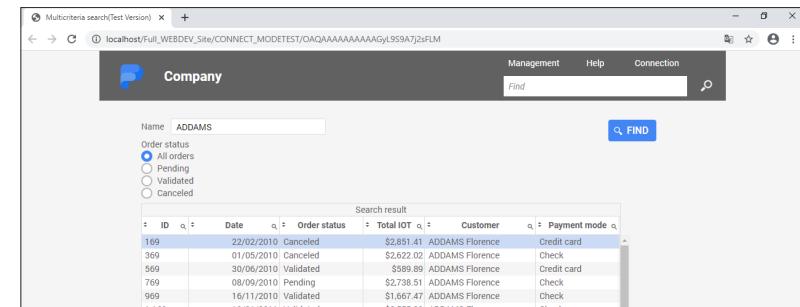 Multicriteria search(Test Version)
localhost/Full_WEBDEV_Site/CONNECT_MODETEST/OAQAAAAAAAAAGyL9S9A7j2sFLM
Company
Management Help Connection
Find
Name ADDAMS
FIND
Order status
All orders
Pending
Validated
Canceled
Search result
ID Date Order status Total IOT Customer Payment mode
169 22/02/2010 Canceled $2,851.41 ADDAMS Florence Credit card
369 01/05/2010 Canceled $2,622.02 ADDAMS Florence Check
569 30/06/2010 Validated $589.89 ADDAMS Florence Credit card
769 08/09/2010 Pending $2,738.51 ADDAMS Florence Check
969 16/11/2010 Validated $1,667.47 ADDAMS Florence Check